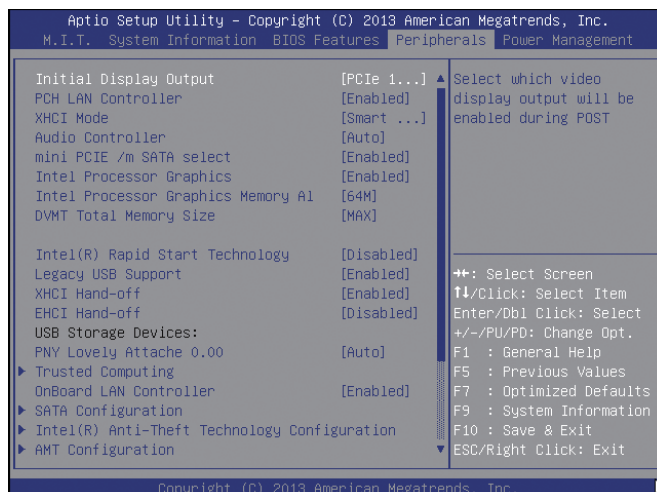 Aptio Setup Utility – Copyright (C) 2013 American Megatrends, Inc.
M.I.T. System Information BIOS Features Peripherals Power Management
Initial Display Output [PCIe 1...]
PCH LAN Controller [Enabled]
XHCI Mode [Smart ...]
Audio Controller [Auto]
mini PCIE /m SATA select [Enabled]
Intel Processor Graphics [Enabled]
Intel Processor Graphics Memory Al [64M]
DVMT Total Memory Size [MAX]
Intel(R) Rapid Start Technology [Disabled]
Legacy USB Support [Enabled]
XHCI Hand-off [Enabled]
EHCI Hand-off [Disabled]
USB Storage Devices:
PNY Lovely Attache 0.00 [Auto]
Trusted Computing
OnBoard LAN Controller [Enabled]
SATA Configuration
Intel(R) Anti-Theft Technology Configuration
AMT Configuration
Select which video
display output will be
enabled during POST
→←: Select Screen
↑↓/Click: Select Item
Enter/Dbl Click: Select
+/-/PU/PD: Change Opt.
F1 : General Help
F5 : Previous Values
F7 : Optimized Defaults
F9 : System Information
F10 : Save & Exit
ESC/Right Click: Exit
Copyright (C) 2013 American Megatrends, Inc.